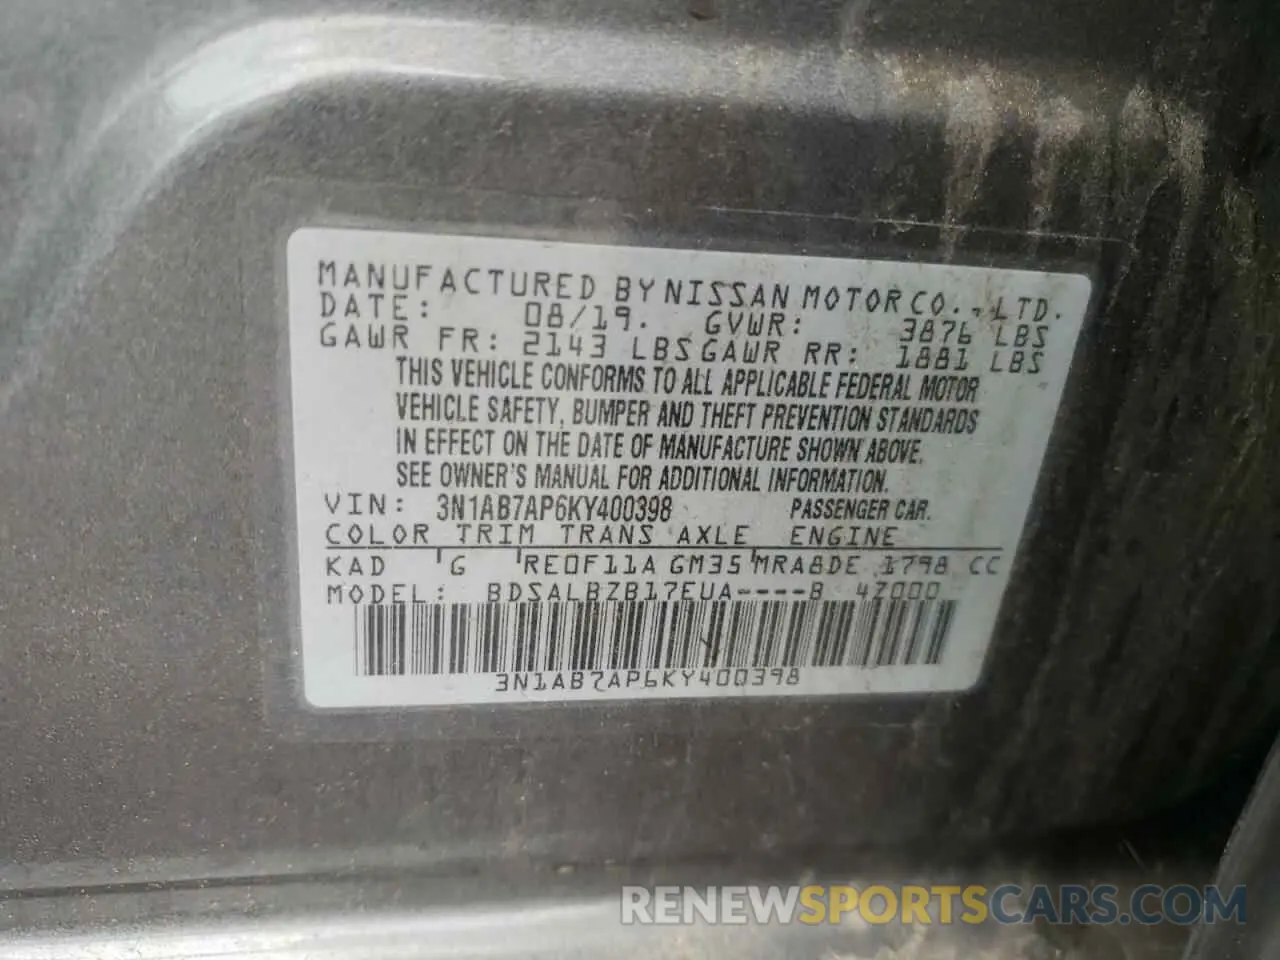 MANUFACTURED BY NISSAN MOTOR CO., LTD.
DATE: 08/19. GVWR: 3876 LBS
GAWR FR: 2143 LBS GAWR RR: 1881 LBS
THIS VEHICLE CONFORMS TO ALL APPLICABLE FEDERAL MOTOR
VEHICLE SAFETY, BUMPER AND THEFT PREVENTION STANDARDS
IN EFFECT ON THE DATE OF MANUFACTURE SHOWN ABOVE.
SEE OWNER'S MANUAL FOR ADDITIONAL INFORMATION.
VIN: 3N1AB7AP6KY400398 PASSENGER CAR.
COLOR TRIM TRANS AXLE ENGINE
KAD G RE0F11A GM35 MRA8DE 1798 CC
MODEL: BDSALBZB17EUA----B 4Z000
3N1AB7AP6KY400398
RENEWSPORTSCARS.COM